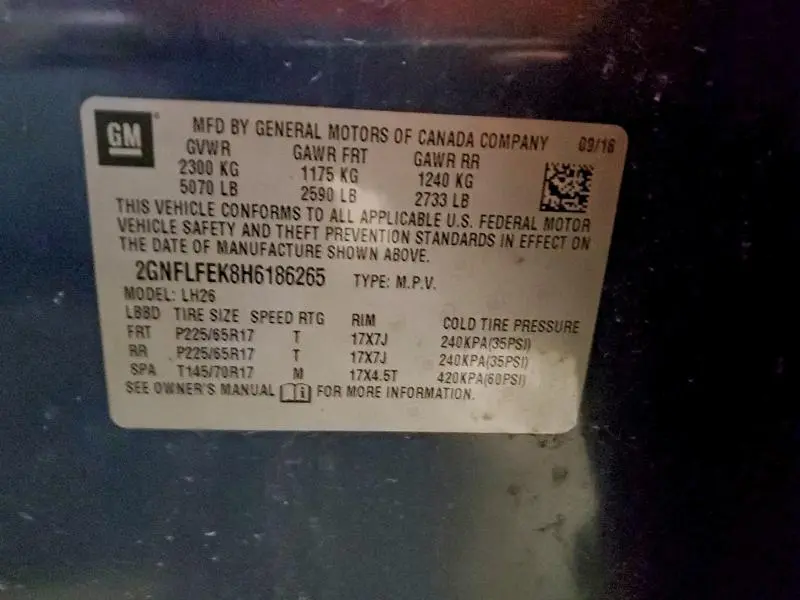 GM MFD BY GENERAL MOTORS OF CANADA COMPANY 09/16
GVWR GAWR FRT GAWR RR
2300 KG 1175 KG 1240 KG
5070 LB 2590 LB 2733 LB
THIS VEHICLE CONFORMS TO ALL APPLICABLE U.S. FEDERAL MOTOR
VEHICLE SAFETY AND THEFT PREVENTION STANDARDS IN EFFECT ON
THE DATE OF MANUFACTURE SHOWN ABOVE.
2GNFLFEK8H6186265 TYPE: M.P.V.
MODEL: LH26
LBBD TIRE SIZE SPEED RTG RIM COLD TIRE PRESSURE
FRT P225/65R17 T 17X7J 240KPA(35PSI)
RR P225/65R17 T 17X7J 240KPA(35PSI)
SPA T145/70R17 M 17X4.5T 420KPA(60PSI)
SEE OWNER'S MANUAL FOR MORE INFORMATION.